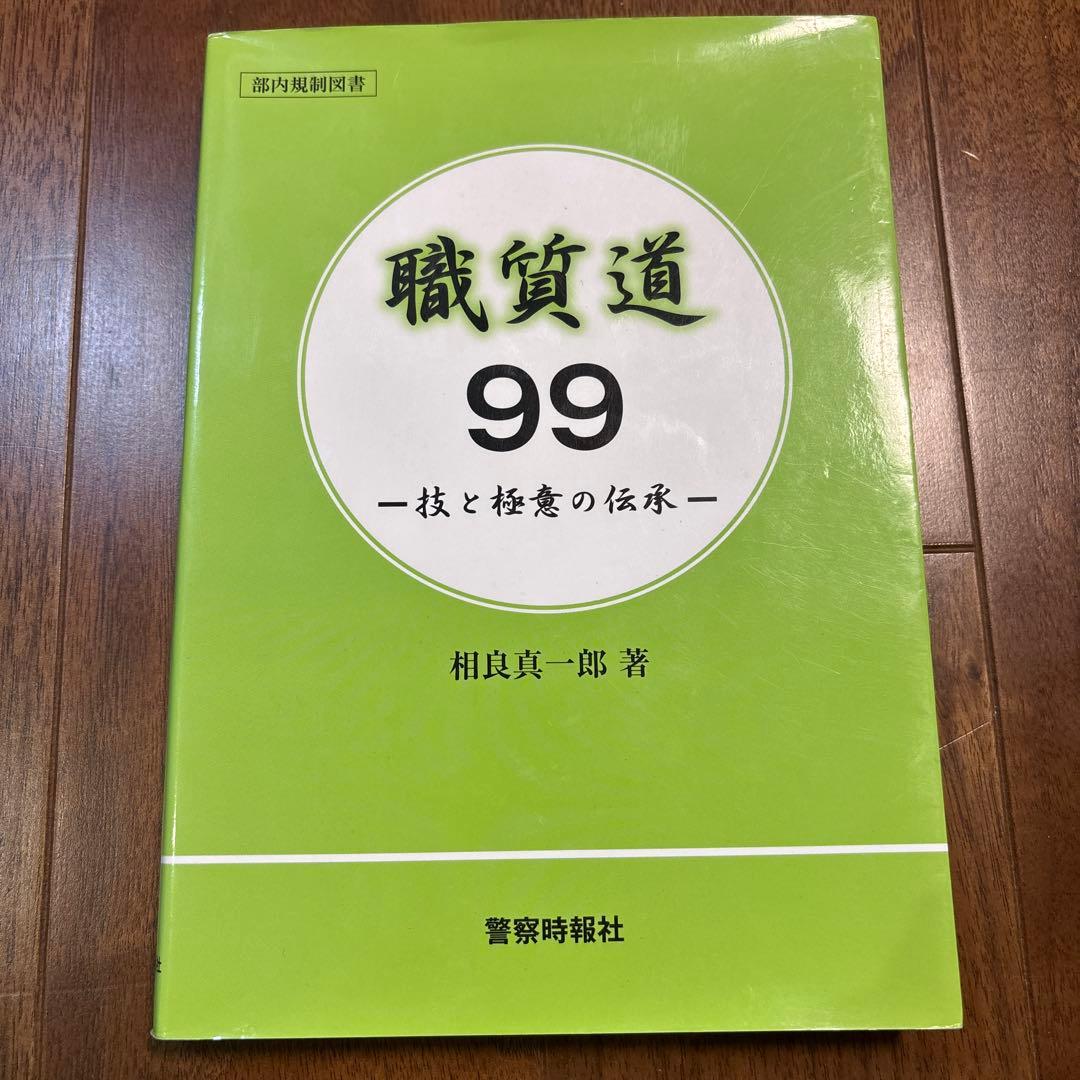 部内規制図書
職質道
99
－技と極意の伝承－
相良真一郎 著
警察時報社
社